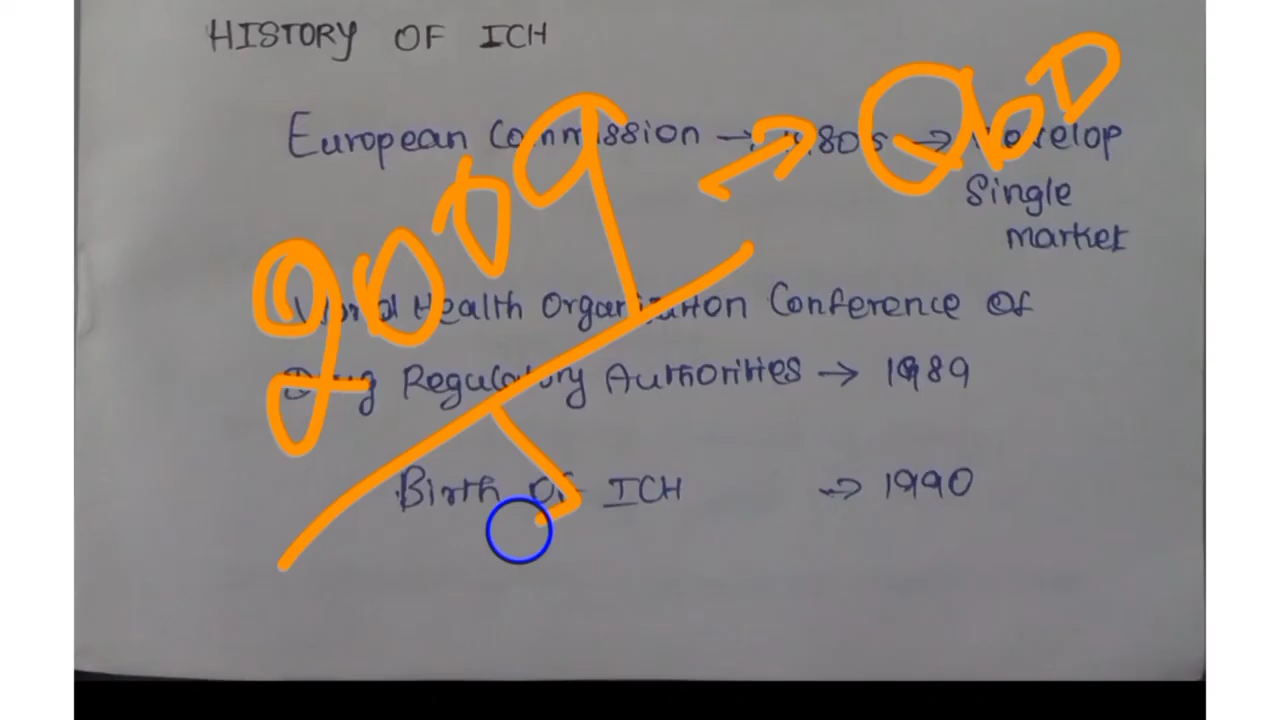 HISTORY OF ICH
European Commission → 1980s → Develop
Single
market
World Health Organization Conference Of
Drug Regulatory Authorities → 1989
Birth Of ICH → 1990
2009 → QbD